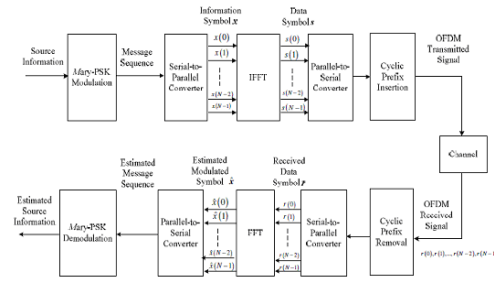 Information
Symbol x
Data
Symbol s
OFDM
Transmitted
Signal
Source
Information
Mary-PSK
Modulation
Message
Sequence
Serial-to-
Parallel
Converter
x(0)
x(1)
x(N−2)
x(N−1)
IFFT
s(0)
s(1)
s(N−2)
s(N−1)
Parallel-to-
Serial
Converter
Cyclic
Prefix
Insertion
Channel
Estimated
Source
Information
Mary-PSK
Demodulation
Estimated
Message
Sequence
Parallel-to-
Serial
Converter
Estimated
Modulated
Symbol x̂
x̂(0)
x̂(1)
x̂(N−2)
x̂(N−1)
FFT
Received
Data
Symbol r
r(0)
r(1)
r(N−2)
r(N−1)
Serial-to-
Parallel
Converter
Cyclic
Prefix
Removal
OFDM
Received
Signal
r(0),r(1),...,r(N−2),r(N−1